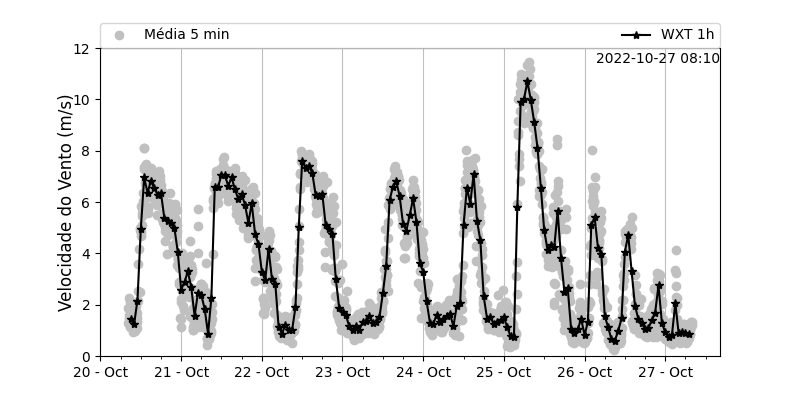 Média 5 min WXT 1h
2022-10-27 08:10
Velocidade do Vento (m/s)
12
10
8
6
4
2
0
20 - Oct 21 - Oct 22 - Oct 23 - Oct 24 - Oct 25 - Oct 26 - Oct 27 - Oct